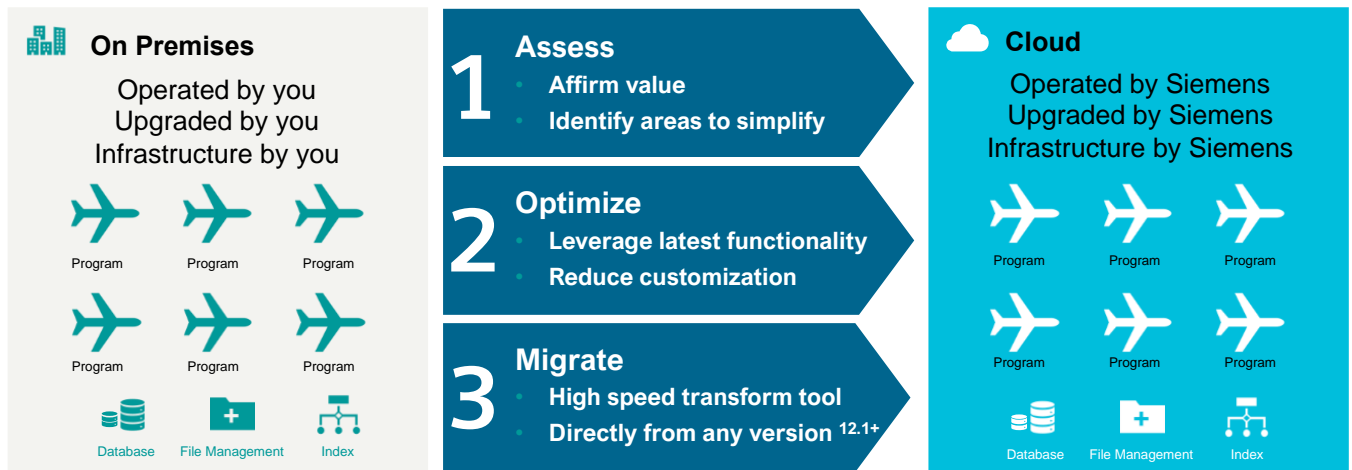 On Premises
Operated by you
Upgraded by you
Infrastructure by you
Program
Program
Program
Program
Program
Program
Database
File Management
Index
1
Assess
• Affirm value
• Identify areas to simplify
2
Optimize
• Leverage latest functionality
• Reduce customization
3
Migrate
• High speed transform tool
• Directly from any version 12.1+
Cloud
Operated by Siemens
Upgraded by Siemens
Infrastructure by Siemens
Program
Program
Program
Program
Program
Program
Database
File Management
Index